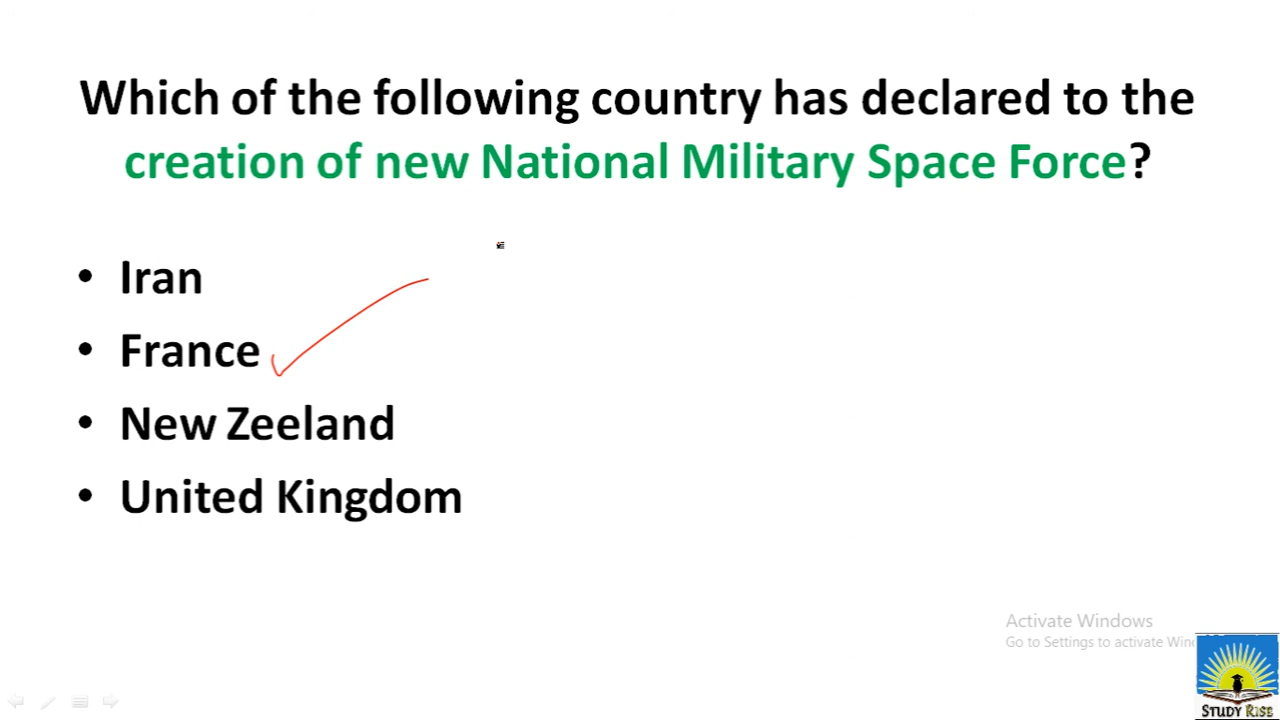 Which of the following country has declared to the
creation of new National Military Space Force?
• Iran
• France
• New Zeeland
• United Kingdom
Activate Windows
Go to Settings to activate Win
STUDY RISE